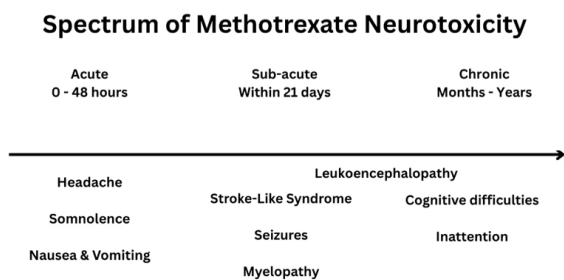 Spectrum of Methotrexate Neurotoxicity
Acute
0 - 48 hours
Sub-acute
Within 21 days
Chronic
Months - Years
Headache
Somnolence
Nausea & Vomiting
Leukoencephalopathy
Stroke-Like Syndrome
Seizures
Myelopathy
Cognitive difficulties
Inattention